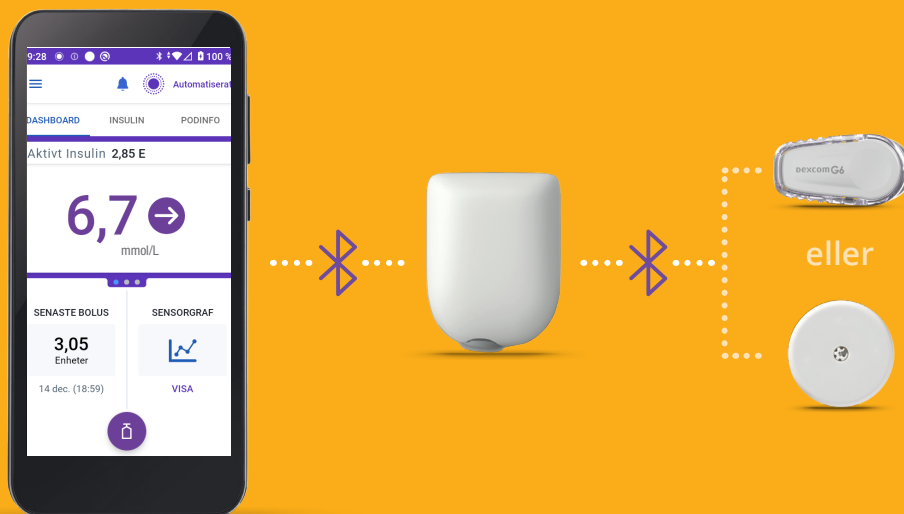 9:28 100 %
Automatiserat
DASHBOARD INSULIN PODINFO
Aktivt Insulin 2,85 E
6,7
mmol/L
SENASTE BOLUS SENSORGRAF
3,05
Enheter
14 dec. (18:59) VISA
Dexcom G6
eller